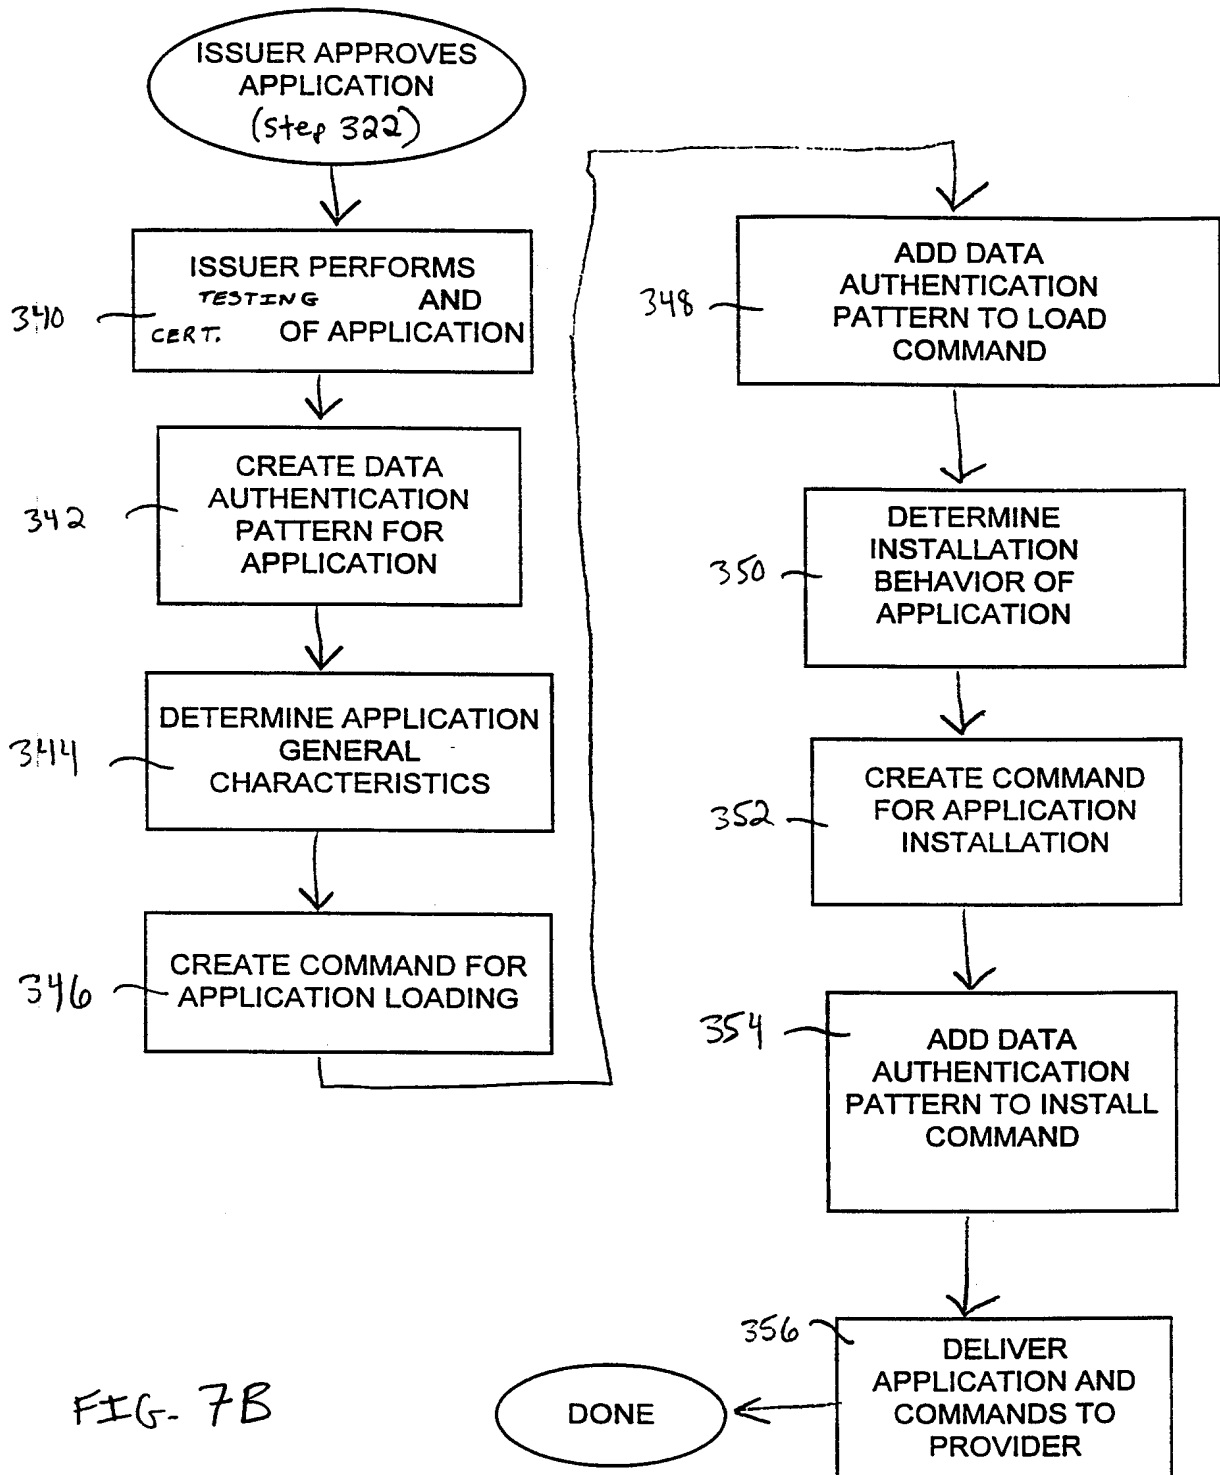 ISSUER APPROVES
APPLICATION
(step 322)
340
ISSUER PERFORMS
TESTING AND
CERT. OF APPLICATION
342
CREATE DATA
AUTHENTICATION
PATTERN FOR
APPLICATION
344
DETERMINE APPLICATION
GENERAL
CHARACTERISTICS
346
CREATE COMMAND FOR
APPLICATION LOADING
348
ADD DATA
AUTHENTICATION
PATTERN TO LOAD
COMMAND
350
DETERMINE
INSTALLATION
BEHAVIOR OF
APPLICATION
352
CREATE COMMAND
FOR APPLICATION
INSTALLATION
354
ADD DATA
AUTHENTICATION
PATTERN TO INSTALL
COMMAND
356
DELIVER
APPLICATION AND
COMMANDS TO
PROVIDER
DONE
FIG. 7B